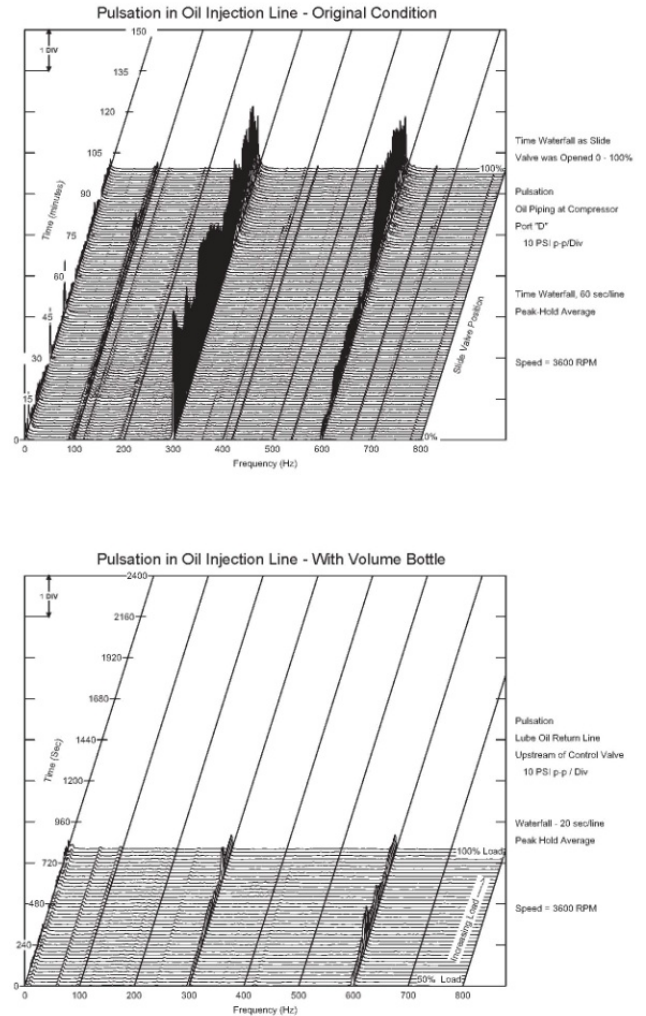 Pulsation in Oil Injection Line - Original Condition
1 DIV
150
135
120
105
90
75
60
45
30
15
0
Time (minutes)
100%
0%
Slide Valve Position
0 100 200 300 400 500 600 700 800
Frequency (Hz)
Time Waterfall as Slide
Valve was Opened 0 - 100%
Pulsation
Oil Piping at Compressor
Port "D"
10 PSI p-p/Div
Time Waterfall, 60 sec/line
Peak-Hold Average
Speed = 3600 RPM
Pulsation in Oil Injection Line - With Volume Bottle
1 DIV
2400
2160
1920
1680
1440
1200
960
720
480
240
0
Time (Sec)
100% Load
50% Load
Increasing Load
0 100 200 300 400 500 600 700 800
Frequency (Hz)
Pulsation
Lube Oil Return Line
Upstream of Control Valve
10 PSI p-p / Div
Waterfall - 20 sec/line
Peak Hold Average
Speed = 3600 RPM